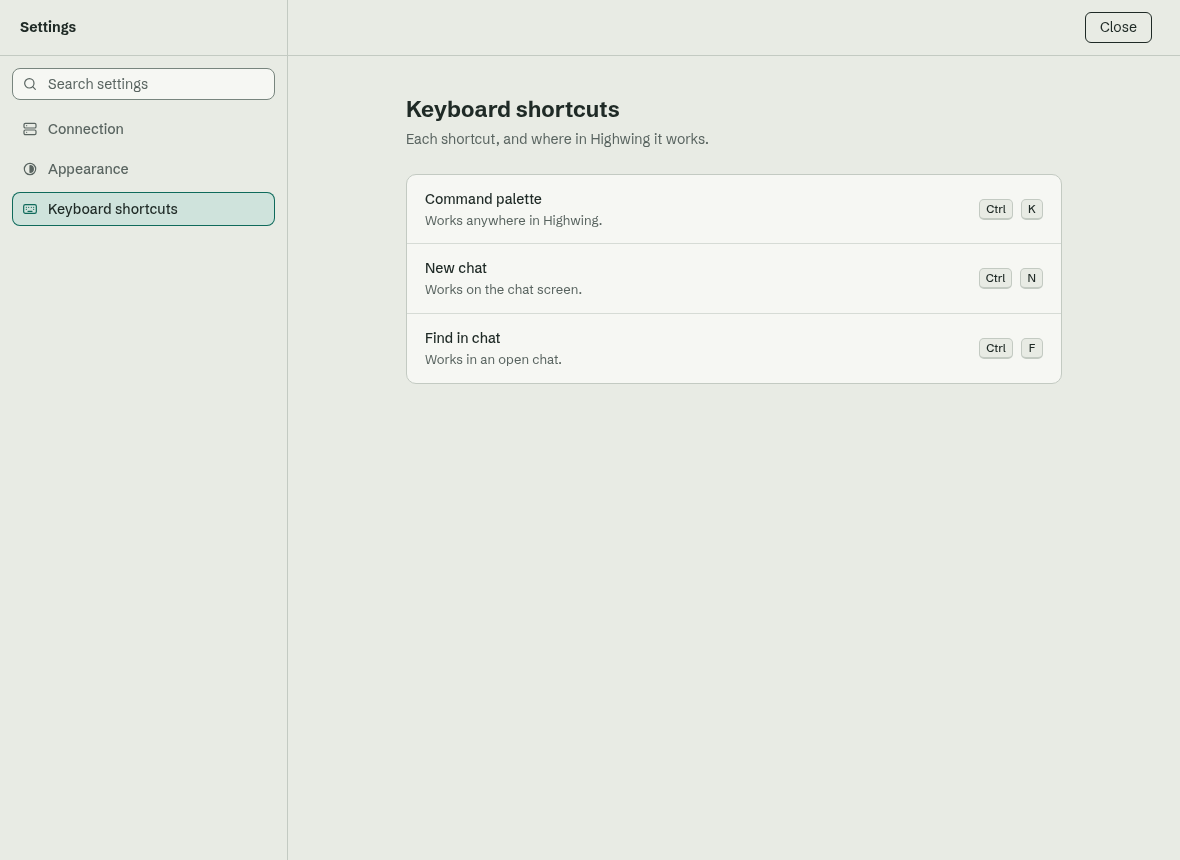 Settings
Close
Search settings
Connection
Appearance
Keyboard shortcuts
Keyboard shortcuts
Each shortcut, and where in Highwing it works.
Command palette
Works anywhere in Highwing.
Ctrl K
New chat
Works on the chat screen.
Ctrl N
Find in chat
Works in an open chat.
Ctrl F